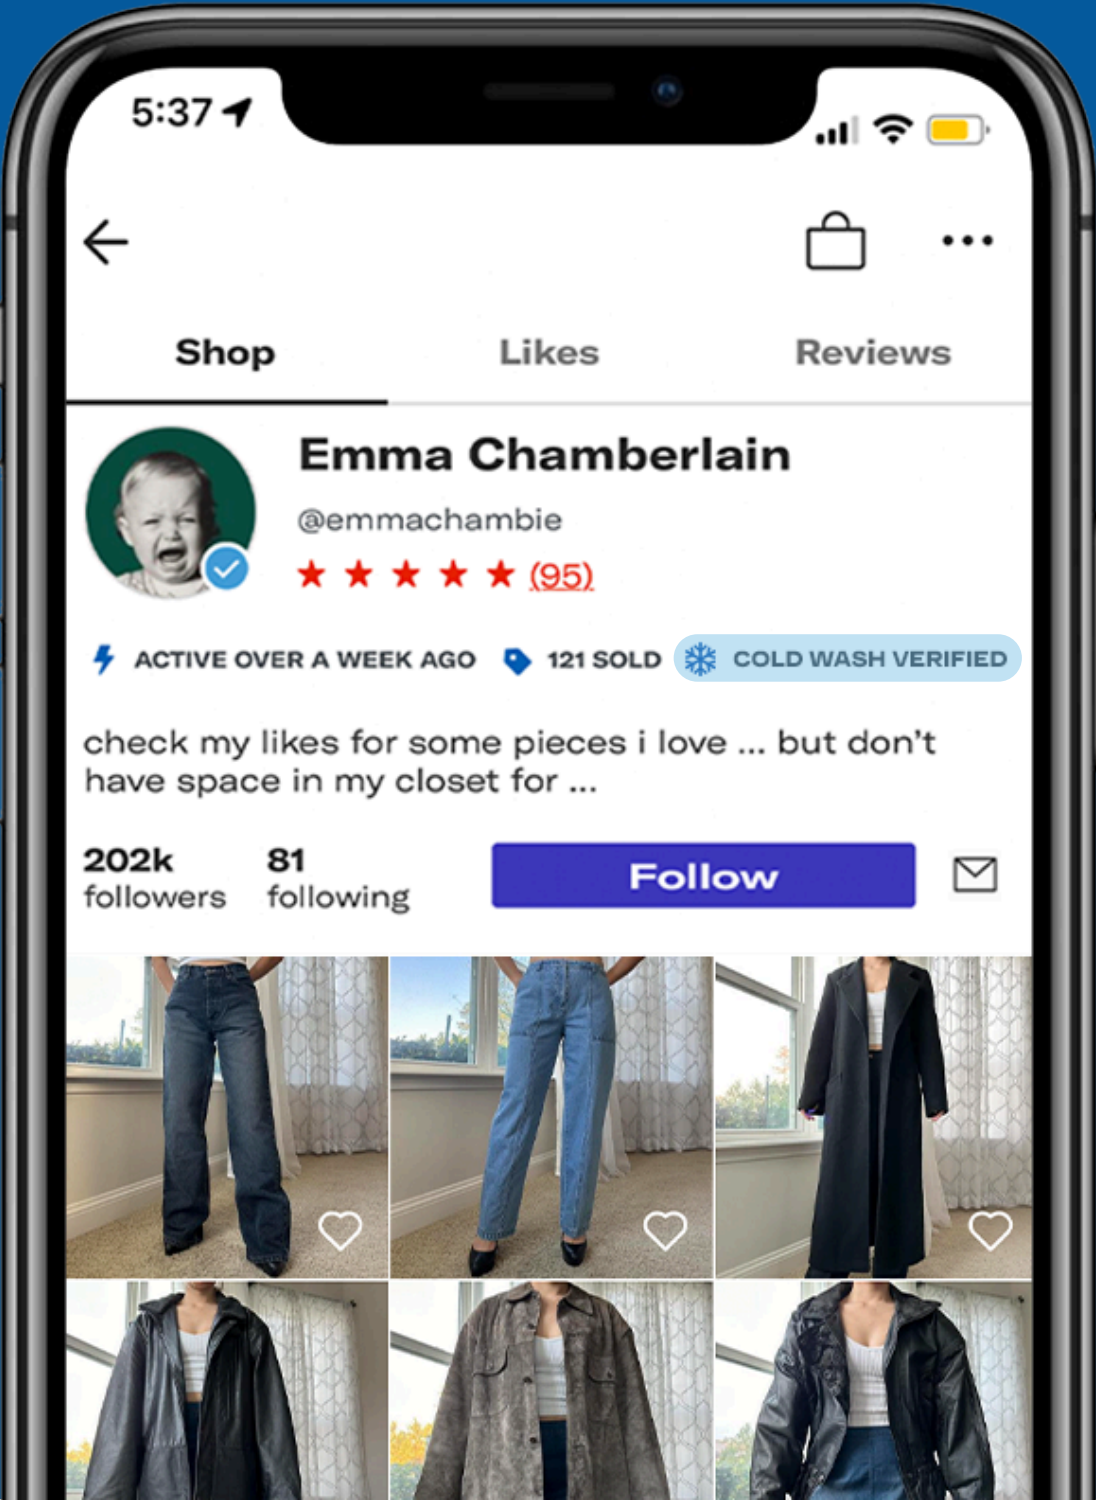 5:37
Shop Likes Reviews
Emma Chamberlain
@emmachambie
(95)
ACTIVE OVER A WEEK AGO 121 SOLD COLD WASH VERIFIED
check my likes for some pieces i love ... but don't
have space in my closet for ...
202k 81
followers following
Follow